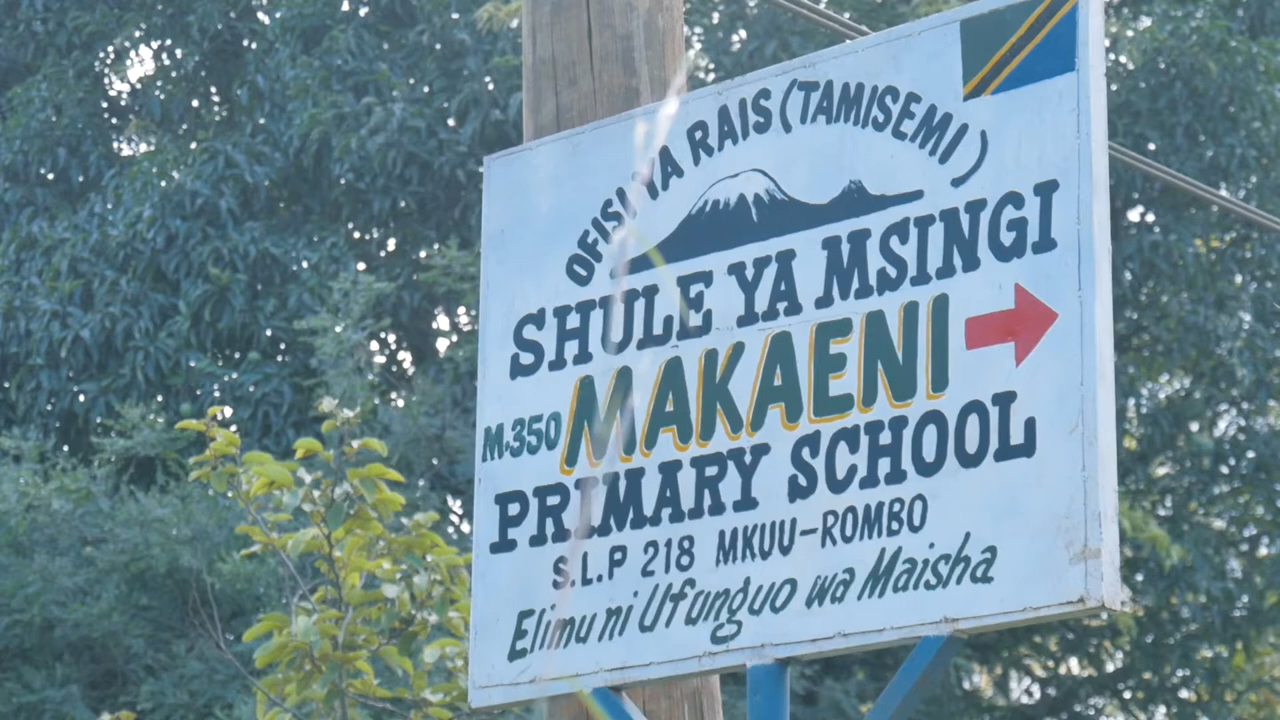 OFISI YA RAIS (TAMISEMI)
SHULE YA MSINGI
M.350 MAKAENI
PRIMARY SCHOOL
S.L.P 218 MKUU-ROMBO
Elimu ni Ufunguo wa Maisha